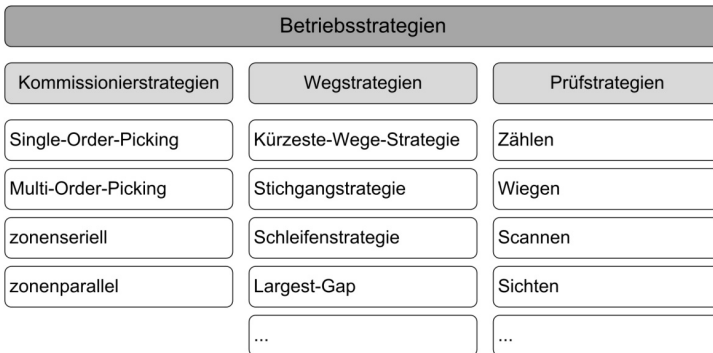 Betriebsstrategien
Kommissionierstrategien
Wegstrategien
Prüfstrategien
Single-Order-Picking
Kürzeste-Wege-Strategie
Zählen
Multi-Order-Picking
Stichgangstrategie
Wiegen
zonenseriell
Schleifenstrategie
Scannen
zonenparallel
Largest-Gap
Sichten
...
...